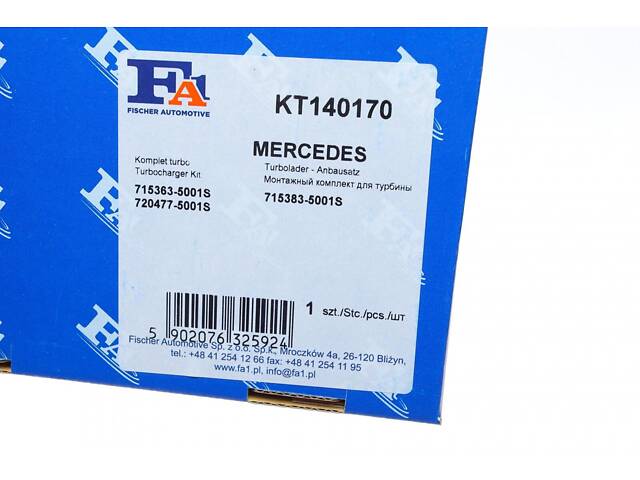 FA1
FISCHER AUTOMOTIVE
KT140170
MERCEDES
Komplet turbo
Turbocharger Kit
Turbolader - Anbausatz
Монтажный комплект для турбины
715363-5001S
720477-5001S
715383-5001S
1 szt./Stc./pcs./шт
5 902076 325924
Fischer Automotive Sp. z o.o. Sp.k., Mroczków 4a, 26-120 Bliżyn,
tel.: +48 41 254 12 66 fax: +48 41 254 11 95
www.fa1.pl, info@fa1.pl